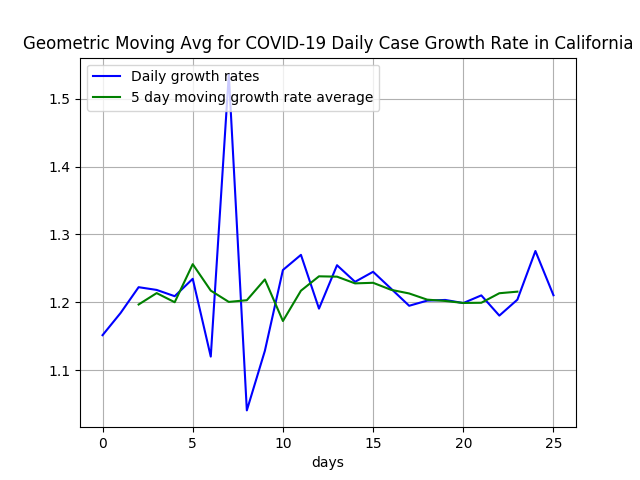 Geometric Moving Avg for COVID-19 Daily Case Growth Rate in California
Daily growth rates
5 day moving growth rate average
1.5
1.4
1.3
1.2
1.1
0 5 10 15 20 25
days